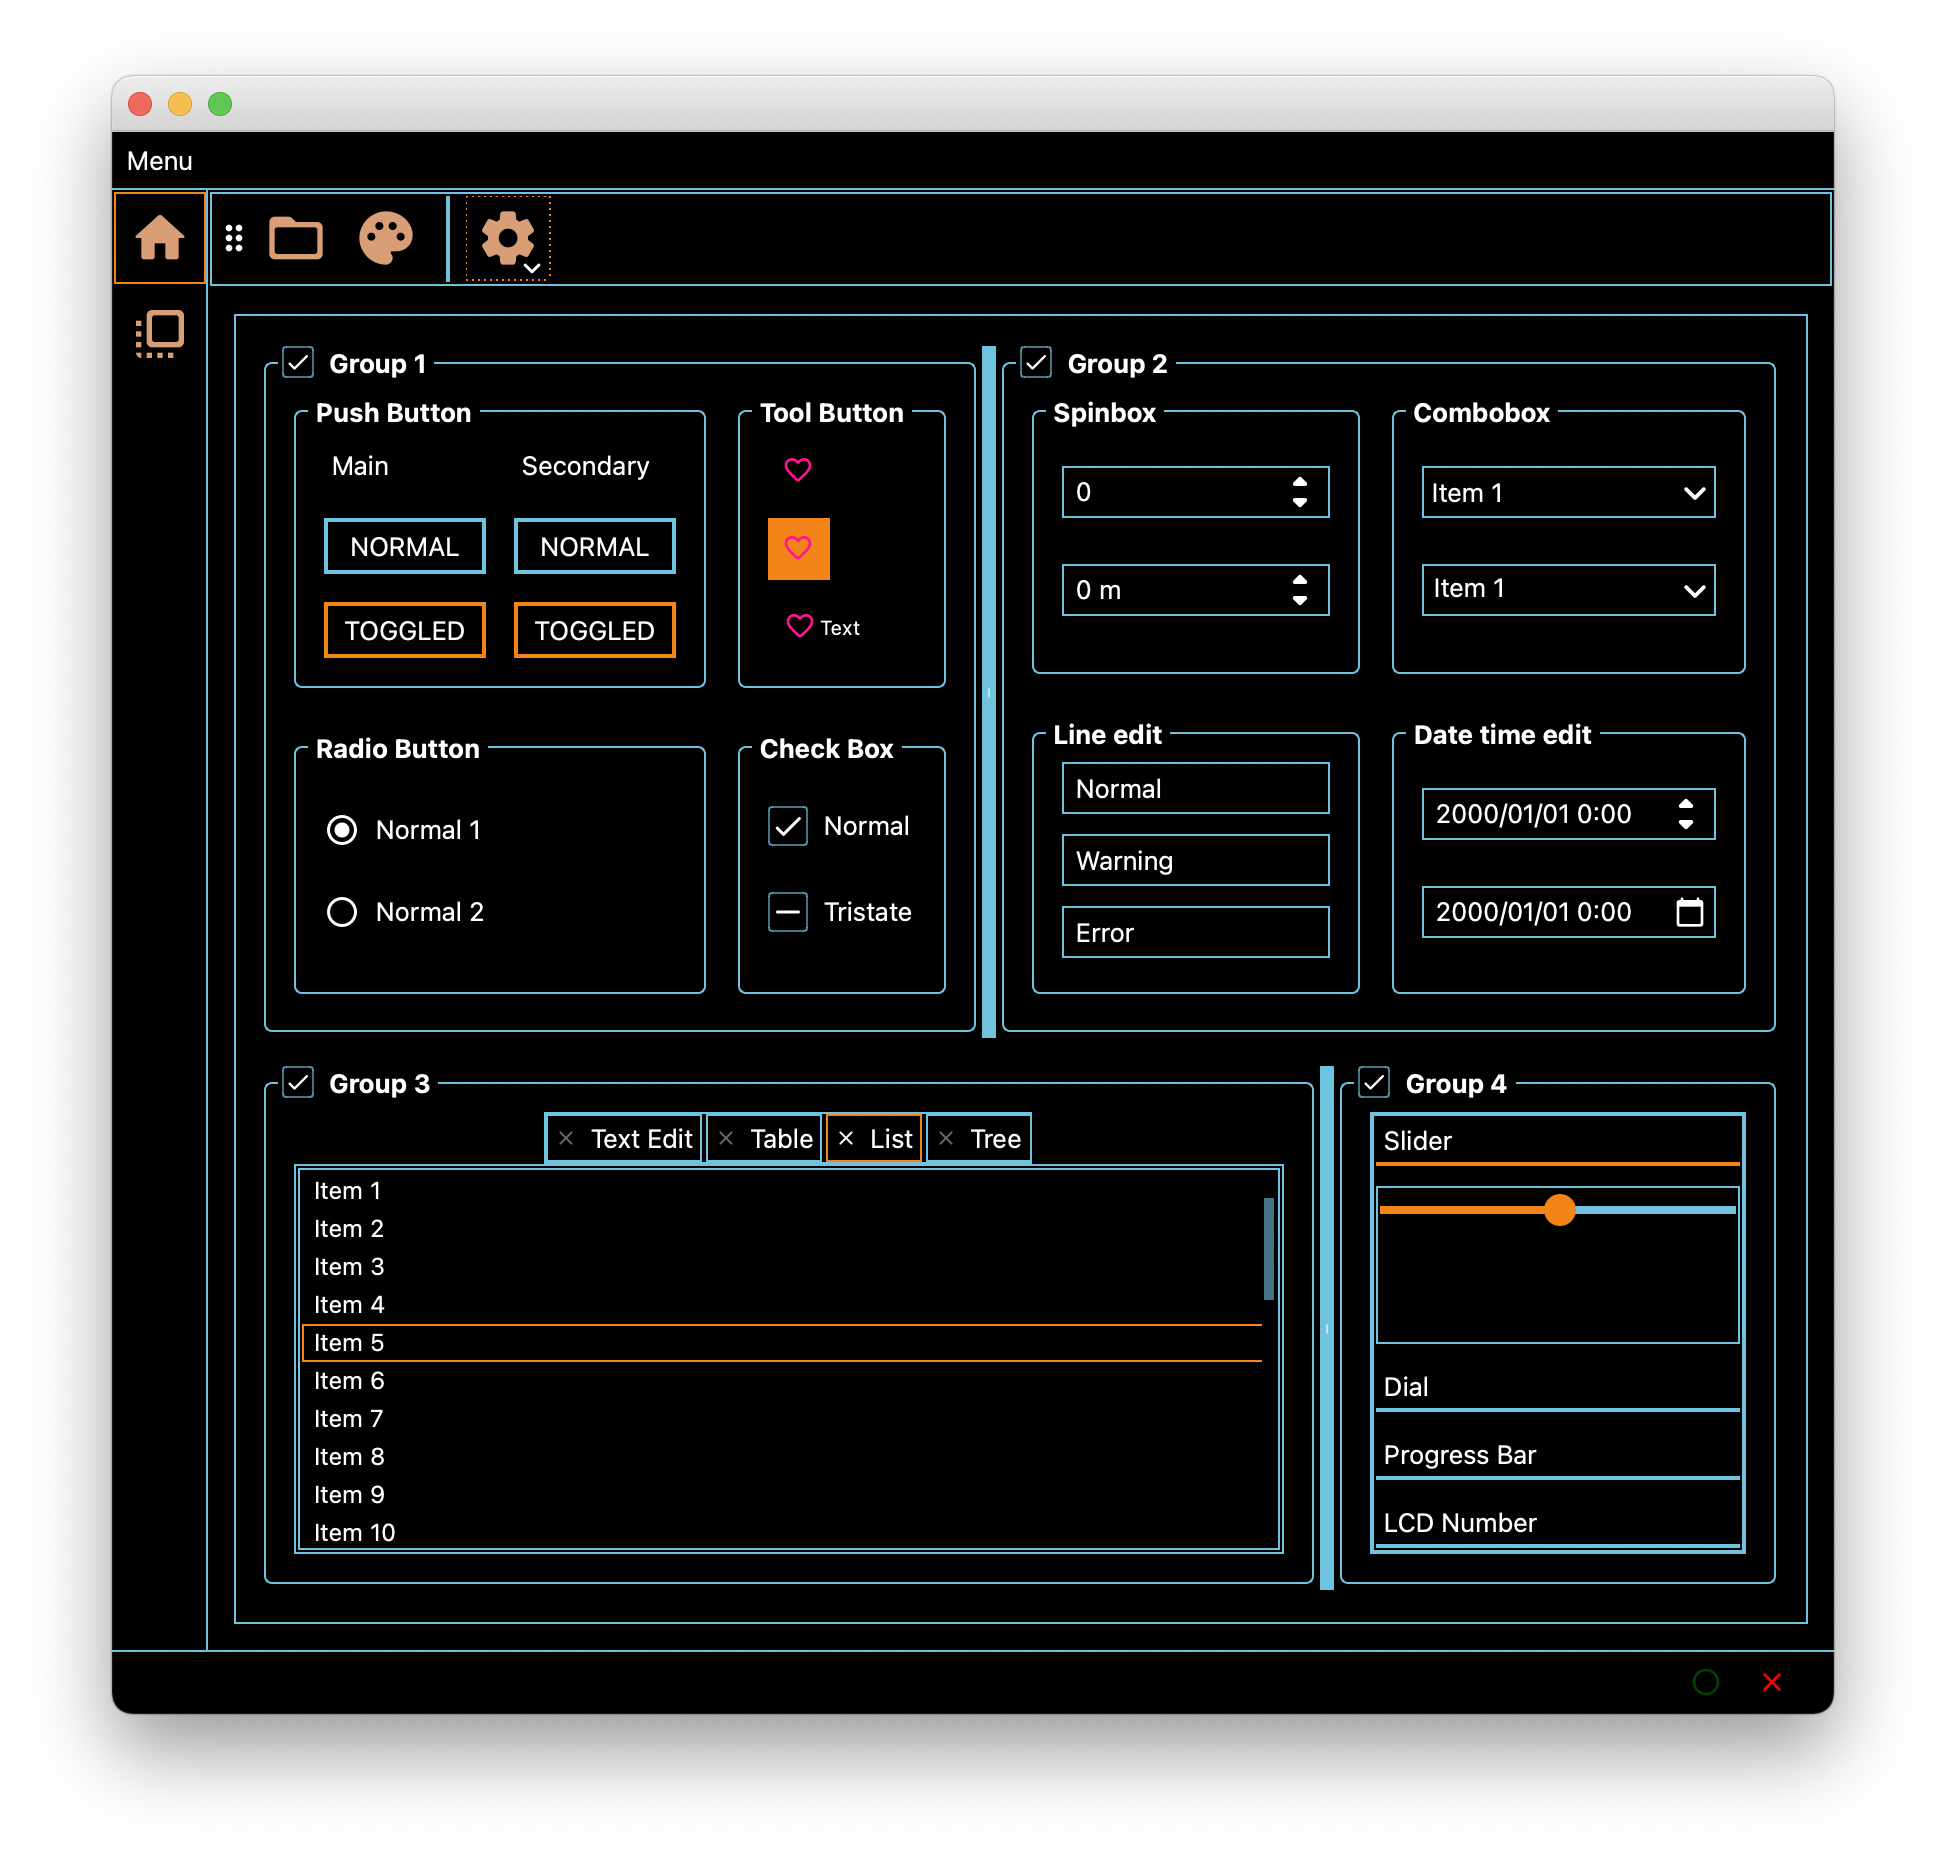 Menu
Group 1
Push Button
Main Secondary
NORMAL NORMAL
TOGGLED TOGGLED
Tool Button
Text
Radio Button
Normal 1
Normal 2
Check Box
Normal
Tristate
Group 2
Spinbox
0
0 m
Combobox
Item 1
Item 1
Line edit
Normal
Warning
Error
Date time edit
2000/01/01 0:00
2000/01/01 0:00
Group 3
Text Edit Table List Tree
Item 1
Item 2
Item 3
Item 4
Item 5
Item 6
Item 7
Item 8
Item 9
Item 10
Group 4
Slider
Dial
Progress Bar
LCD Number